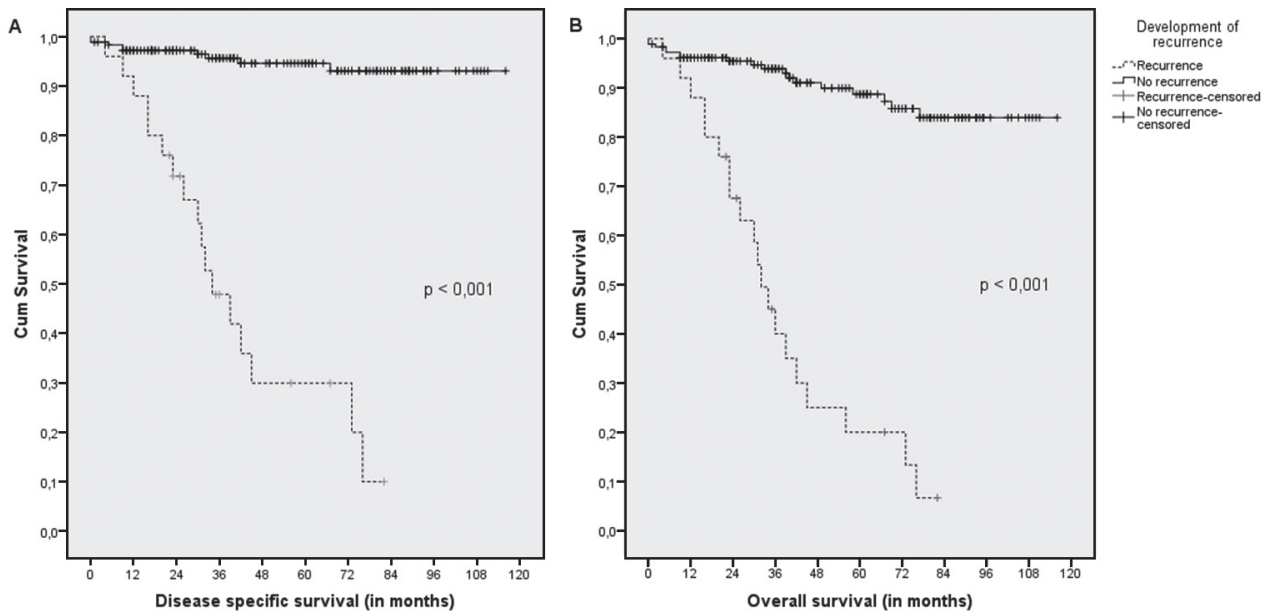 A
Cum Survival
1,0
0,9
0,8
0,7
0,6
0,5
0,4
0,3
0,2
0,1
0,0
p < 0,001
0 12 24 36 48 60 72 84 96 108 120
Disease specific survival (in months)
B
Cum Survival
1,0
0,9
0,8
0,7
0,6
0,5
0,4
0,3
0,2
0,1
0,0
p < 0,001
0 12 24 36 48 60 72 84 96 108 120
Overall survival (in months)
Development of
recurrence
Recurrence
No recurrence
Recurrence-censored
No recurrence-
censored